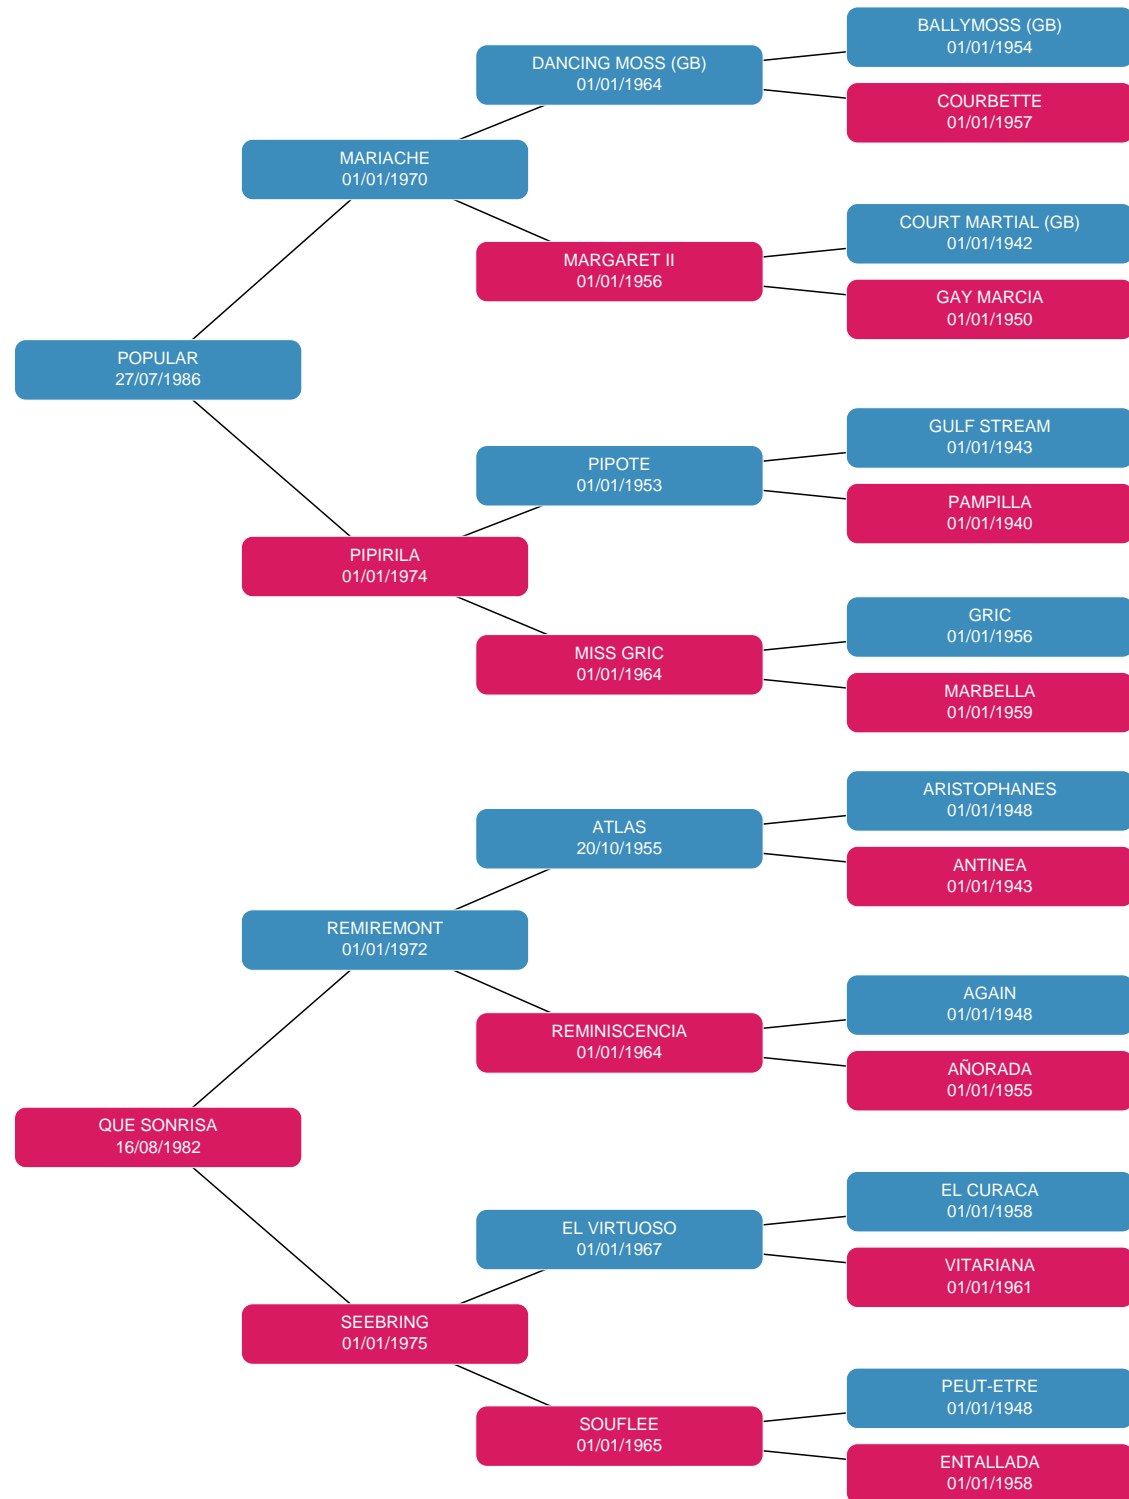 BALLYMOSS (GB)
01/01/1954
DANCING MOSS (GB)
01/01/1964
COURBETTE
01/01/1957
MARIACHE
01/01/1970
COURT MARTIAL (GB)
01/01/1942
MARGARET II
01/01/1956
GAY MARCIA
01/01/1950
POPULAR
27/07/1986
GULF STREAM
01/01/1943
PIPOTE
01/01/1953
PAMPILLA
01/01/1940
PIPIRILA
01/01/1974
GRIC
01/01/1956
MISS GRIC
01/01/1964
MARBELLA
01/01/1959
ARISTOPHANES
01/01/1948
ATLAS
20/10/1955
ANTINEA
01/01/1943
REMIREMONT
01/01/1972
AGAIN
01/01/1948
REMINISCENCIA
01/01/1964
AÑORADA
01/01/1955
QUE SONRISA
16/08/1982
EL CURACA
01/01/1958
EL VIRTUOSO
01/01/1967
VITARIANA
01/01/1961
SEEBRING
01/01/1975
PEUT-ETRE
01/01/1948
SOUFLEE
01/01/1965
ENTALLADA
01/01/1958